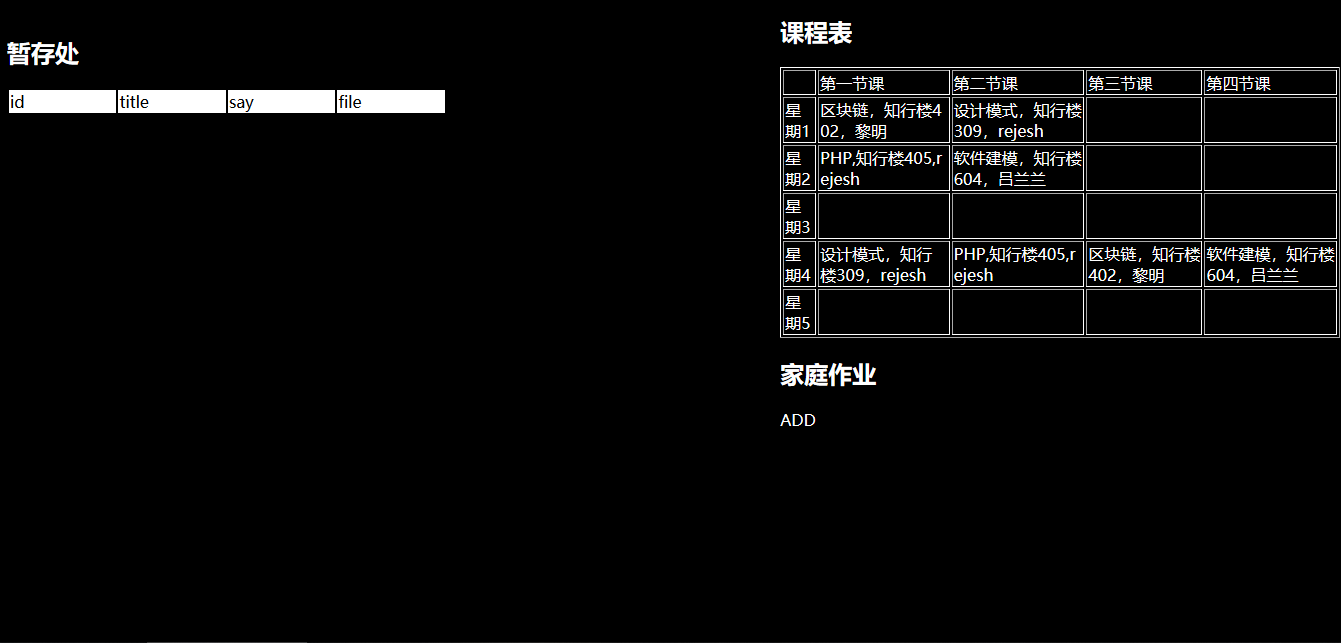 暂存处
id title say file
课程表
第一节课 第二节课 第三节课 第四节课
星期1 区块链，知行楼402，黎明 设计模式，知行楼309，rejesh
星期2 PHP,知行楼405,rejesh 软件建模，知行楼604，吕兰兰
星期3
星期4 设计模式，知行楼309，rejesh PHP,知行楼405,rejesh 区块链，知行楼402，黎明 软件建模，知行楼604，吕兰兰
星期5
家庭作业
ADD